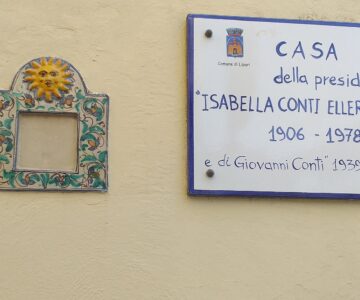 Comune di Lipari
CASA
della presid
"ISABELLA CONTI ELLER
1906 - 1978
e di Giovanni Conti" 1939